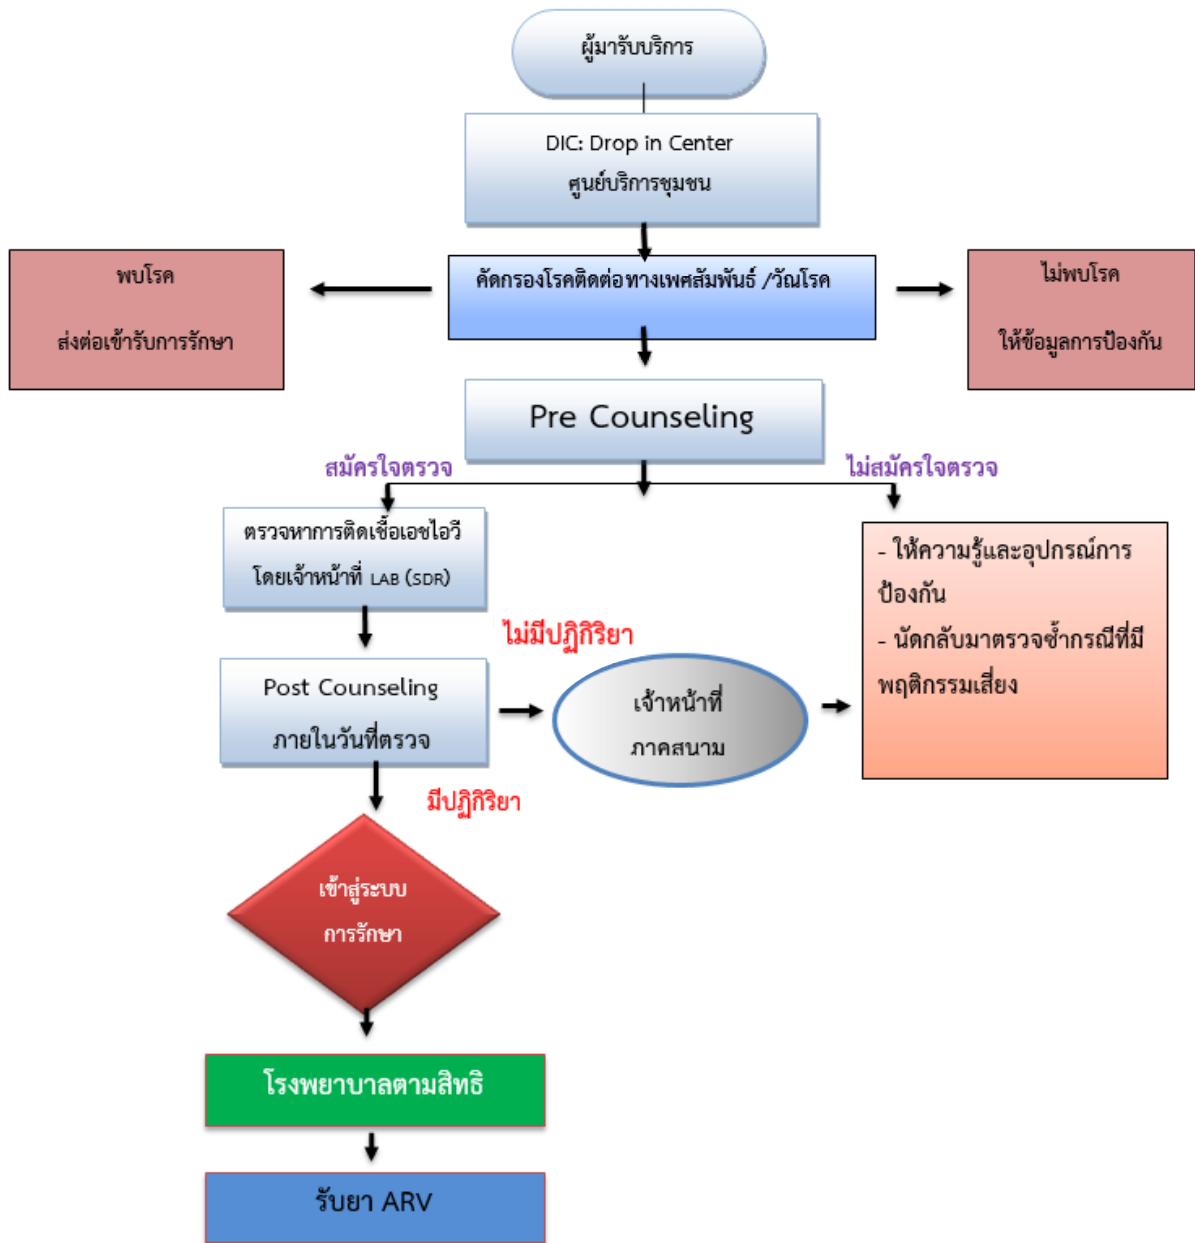 ผู้มารับบริการ
DIC: Drop in Center
ศูนย์บริการชุมชน
พบโรค
ส่งต่อเข้ารับการรักษา
คัดกรองโรคติดต่อทางเพศสัมพันธ์ /วัณโรค
ไม่พบโรค
ให้ข้อมูลการป้องกัน
Pre Counseling
สมัครใจตรวจ
ไม่สมัครใจตรวจ
ตรวจหาการติดเชื้อเอชไอวี
โดยเจ้าหน้าที่ LAB (SDR)
- ให้ความรู้และอุปกรณ์การ
ป้องกัน
- นัดกลับมาตรวจซ้ำกรณีที่มี
พฤติกรรมเสี่ยง
ไม่มีปฏิกิริยา
Post Counseling
ภายในวันที่ตรวจ
เจ้าหน้าที่
ภาคสนาม
มีปฏิกิริยา
เข้าสู่ระบบ
การรักษา
โรงพยาบาลตามสิทธิ
รับยา ARV